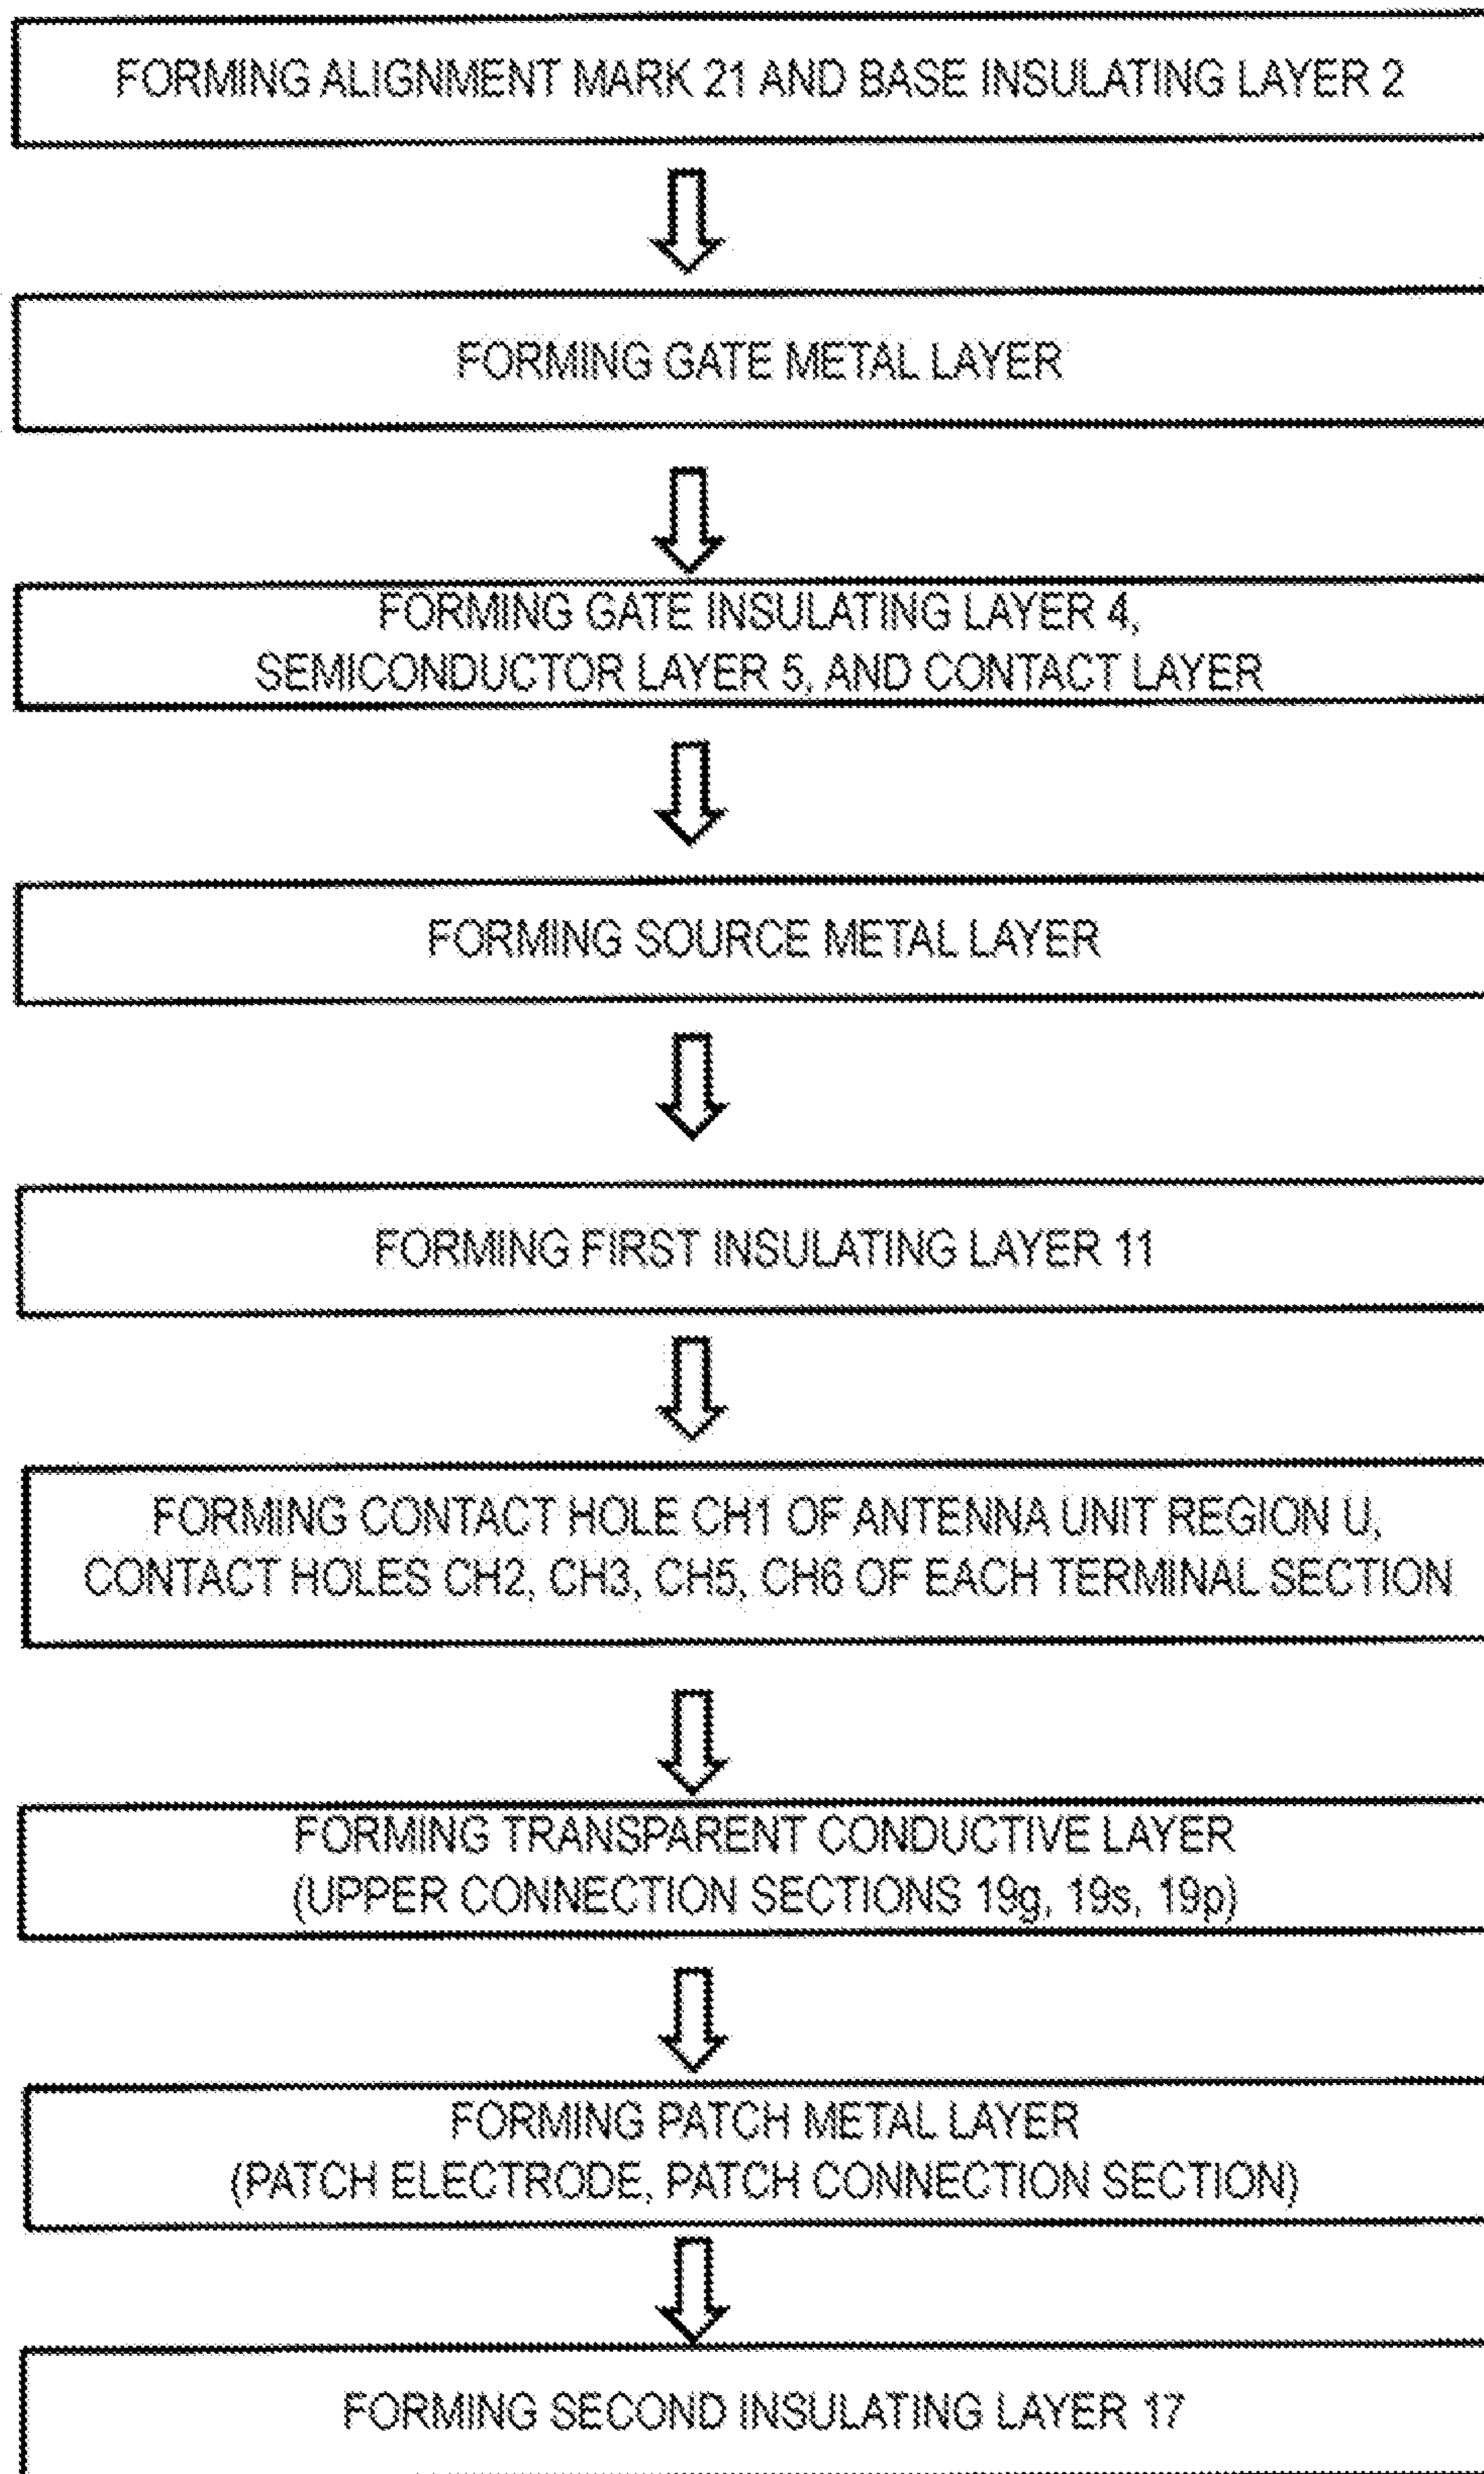 FORMING ALIGNMENT MARK 21 AND BASE INSULATING LAYER 2
FORMING GATE METAL LAYER
FORMING GATE INSULATING LAYER 4,
SEMICONDUCTOR LAYER 5, AND CONTACT LAYER
FORMING SOURCE METAL LAYER
FORMING FIRST INSULATING LAYER 11
FORMING CONTACT HOLE CH1 OF ANTENNA UNIT REGION U,
CONTACT HOLES CH2, CH3, CH5, CH6 OF EACH TERMINAL SECTION
FORMING TRANSPARENT CONDUCTIVE LAYER
(UPPER CONNECTION SECTIONS 19g, 19s, 19p)
FORMING PATCH METAL LAYER
(PATCH ELECTRODE, PATCH CONNECTION SECTION)
FORMING SECOND INSULATING LAYER 17